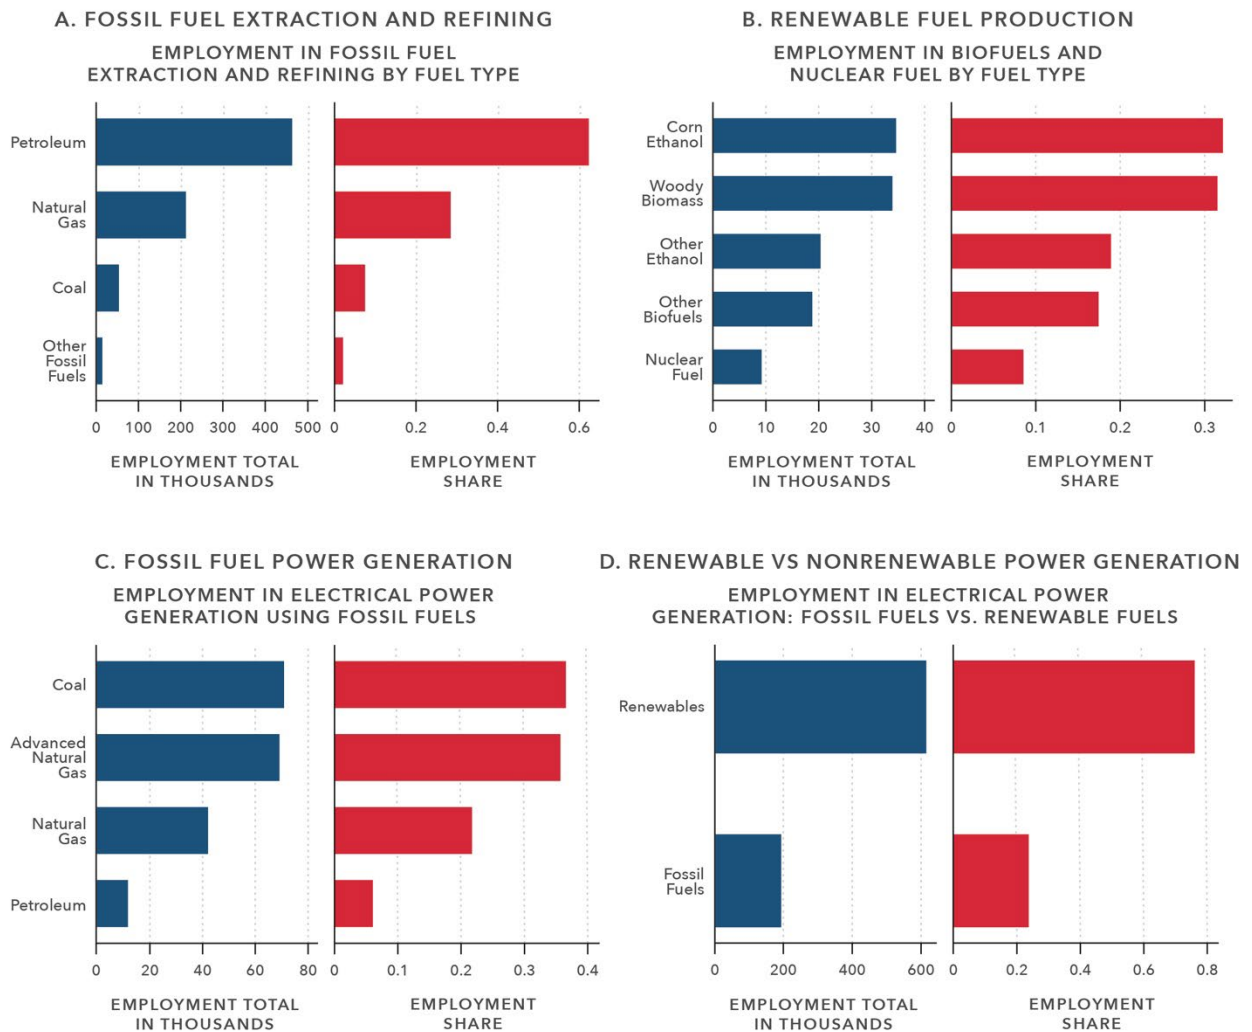 A. FOSSIL FUEL EXTRACTION AND REFINING
EMPLOYMENT IN FOSSIL FUEL
EXTRACTION AND REFINING BY FUEL TYPE
Petroleum
Natural
Gas
Coal
Other
Fossil
Fuels
0 100 200 300 400 500
EMPLOYMENT TOTAL
IN THOUSANDS
0 0.2 0.4 0.6
EMPLOYMENT
SHARE
B. RENEWABLE FUEL PRODUCTION
EMPLOYMENT IN BIOFUELS AND
NUCLEAR FUEL BY FUEL TYPE
Corn
Ethanol
Woody
Biomass
Other
Ethanol
Other
Biofuels
Nuclear
Fuel
0 10 20 30 40
EMPLOYMENT TOTAL
IN THOUSANDS
0 0.1 0.2 0.3
EMPLOYMENT
SHARE
C. FOSSIL FUEL POWER GENERATION
EMPLOYMENT IN ELECTRICAL POWER
GENERATION USING FOSSIL FUELS
Coal
Advanced
Natural
Gas
Natural
Gas
Petroleum
0 20 40 60 80
EMPLOYMENT TOTAL
IN THOUSANDS
0 0.1 0.2 0.3 0.4
EMPLOYMENT
SHARE
D. RENEWABLE VS NONRENEWABLE POWER GENERATION
EMPLOYMENT IN ELECTRICAL POWER
GENERATION: FOSSIL FUELS VS. RENEWABLE FUELS
Renewables
Fossil
Fuels
0 200 400 600
EMPLOYMENT TOTAL
IN THOUSANDS
0 0.2 0.4 0.6 0.8
EMPLOYMENT
SHARE